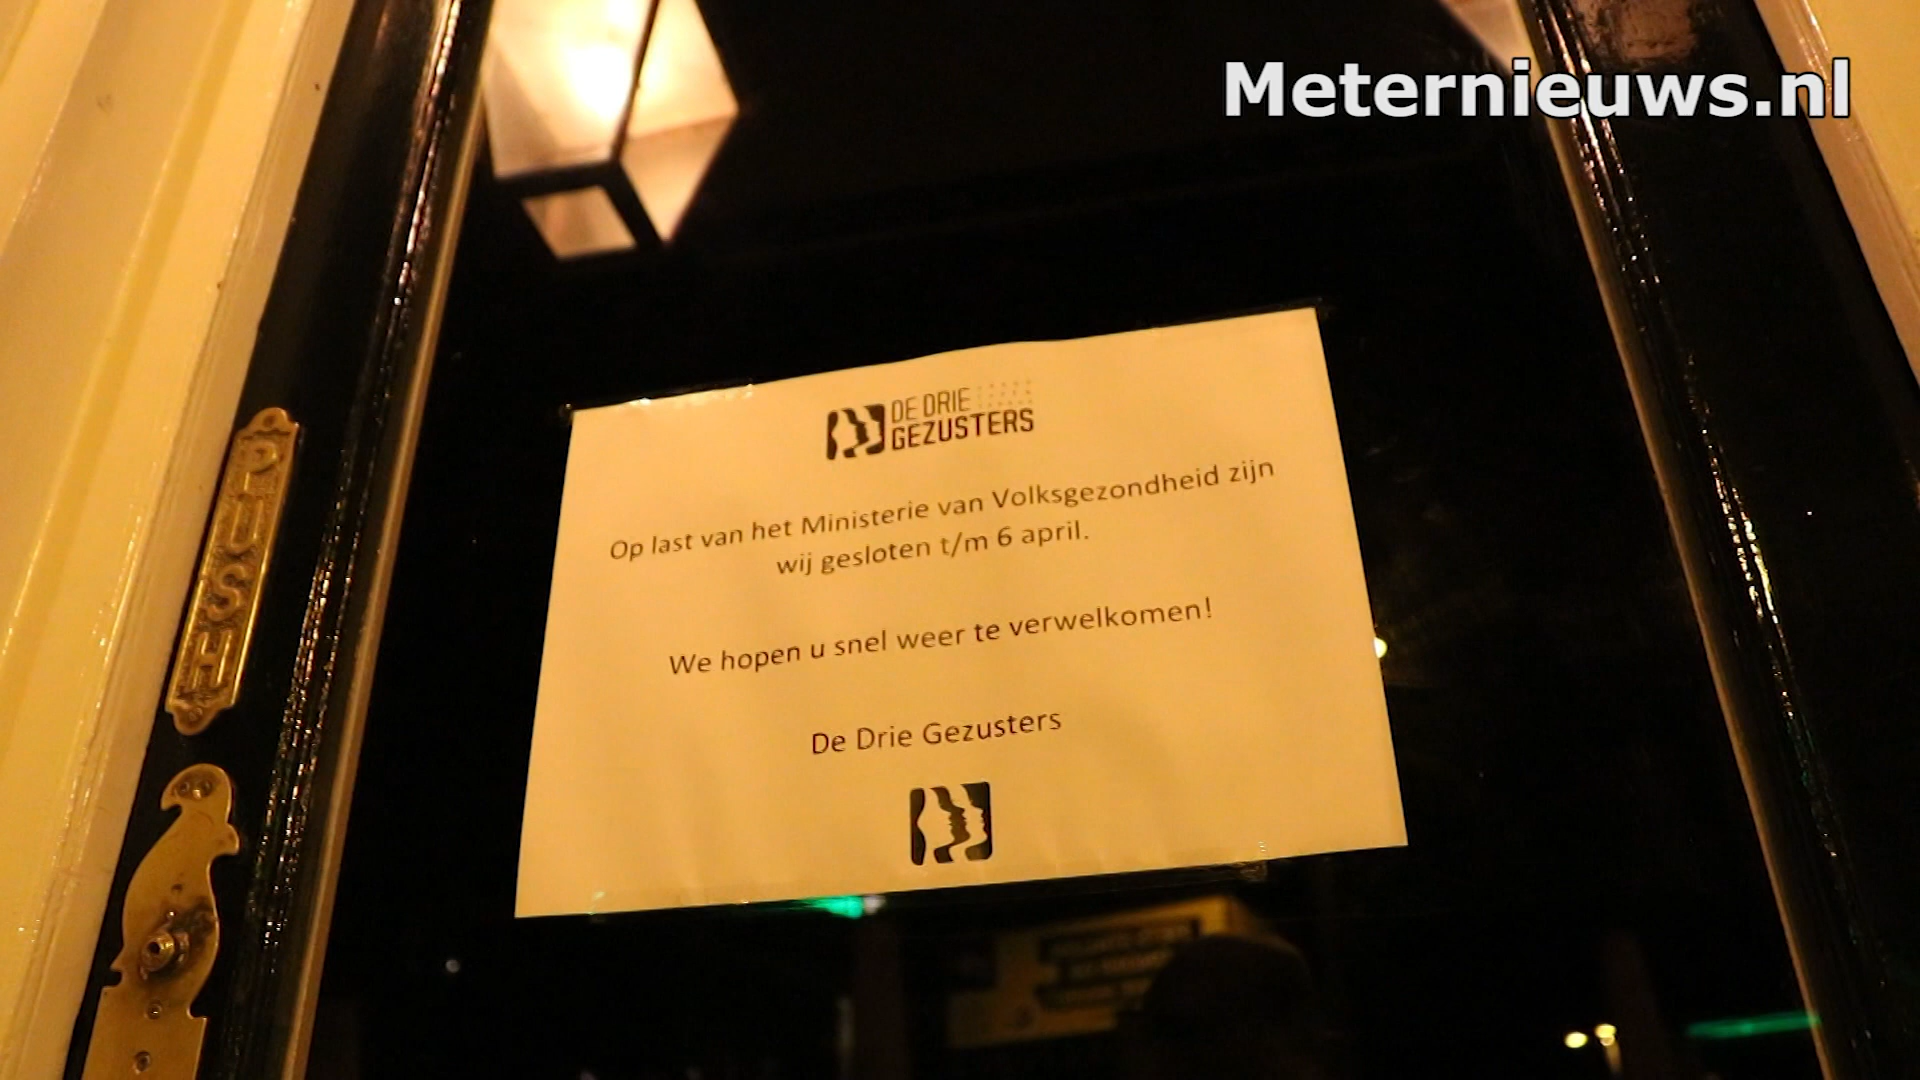 Meternieuws.nl
DE DRIE
GEZUSTERS
Op last van het Ministerie van Volksgezondheid zijn
wij gesloten t/m 6 april.
We hopen u snel weer te verwelkomen!
De Drie Gezusters
PUSH